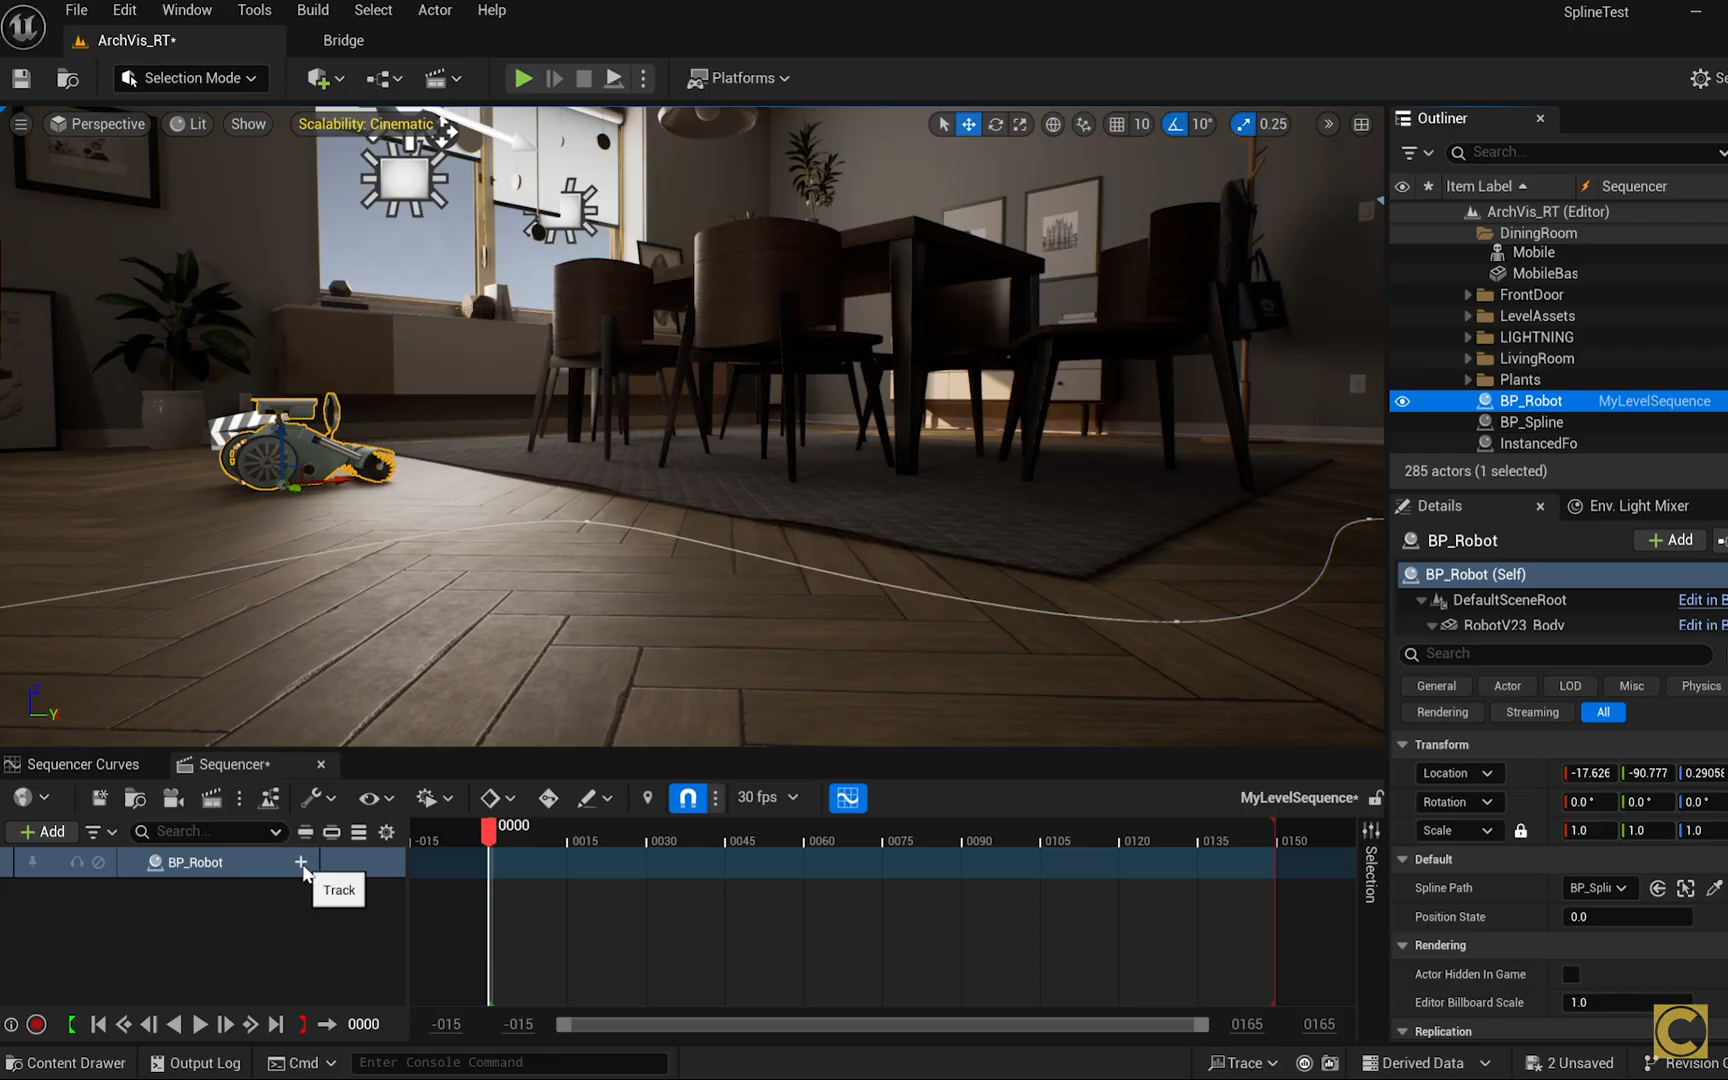 File Edit Window Tools Build Select Actor Help
SplineTest
ArchVis_RT* Bridge
Selection Mode
Platforms
Perspective Lit Show Scalability: Cinematic
10 10° 0.25
Outliner
Search...
Item Label Sequencer
ArchVis_RT (Editor)
DiningRoom
Mobile
MobileBas
FrontDoor
LevelAssets
LIGHTNING
LivingRoom
Plants
BP_Robot MyLevelSequence
BP_Spline
InstancedFo
285 actors (1 selected)
Details Env. Light Mixer
BP_Robot + Add
BP_Robot (Self)
DefaultSceneRoot Edit in B
RobotV23_Body Edit in B
Search
General Actor LOD Misc Physics
Rendering Streaming All
Transform
Location -17.626 -90.777 0.29058
Rotation 0.0° 0.0° 0.0°
Scale 1.0 1.0 1.0
Default
Spline Path BP_Splin
Position State 0.0
Rendering
Actor Hidden In Game
Editor Billboard Scale 1.0
Replication
Z
Y
Sequencer Curves Sequencer*
30 fps
MyLevelSequence*
+ Add Search...
0000
-015 0015 0030 0045 0060 0075 0090 0105 0120 0135 0150
BP_Robot +
Track
Selection
0000 -015 -015 0165 0165
Content Drawer Output Log Cmd Enter Console Command
Trace Derived Data 2 Unsaved Revision C
C